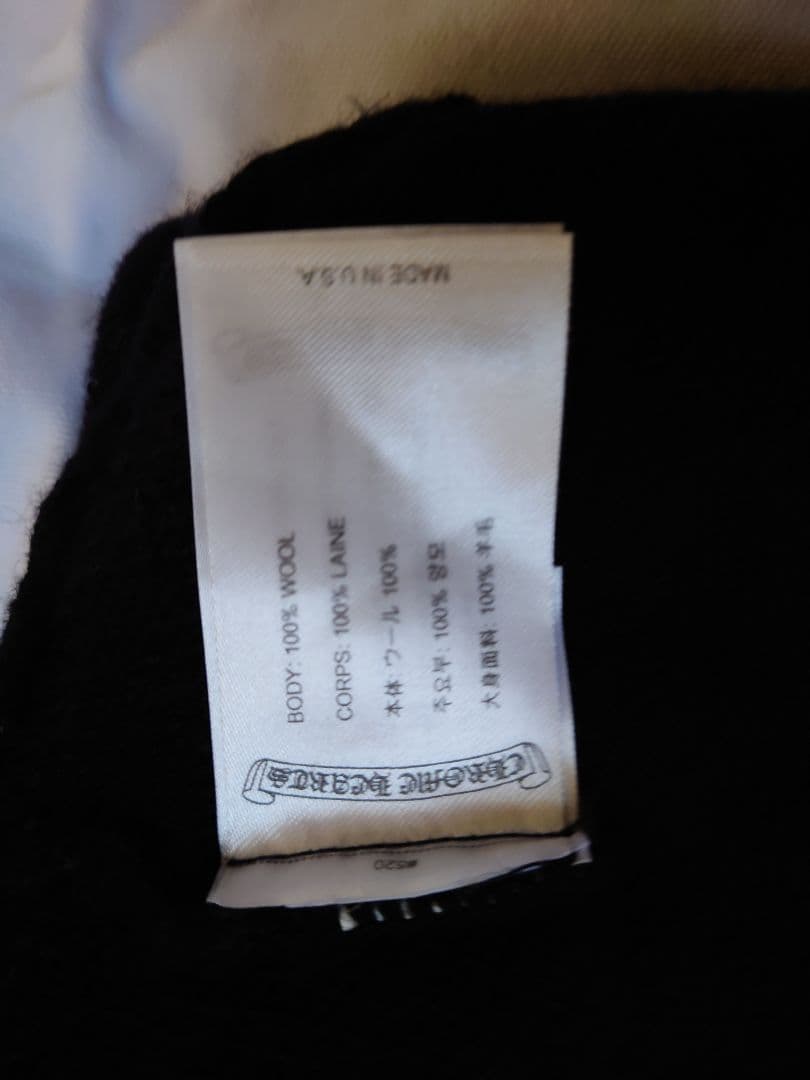 MADE IN U.S.A.
BODY: 100% WOOL
CORPS: 100% LAINE
本体: ウール 100%
주요부: 100% 양모
大身面料: 100% 羊毛
CHROME HEARTS
#520